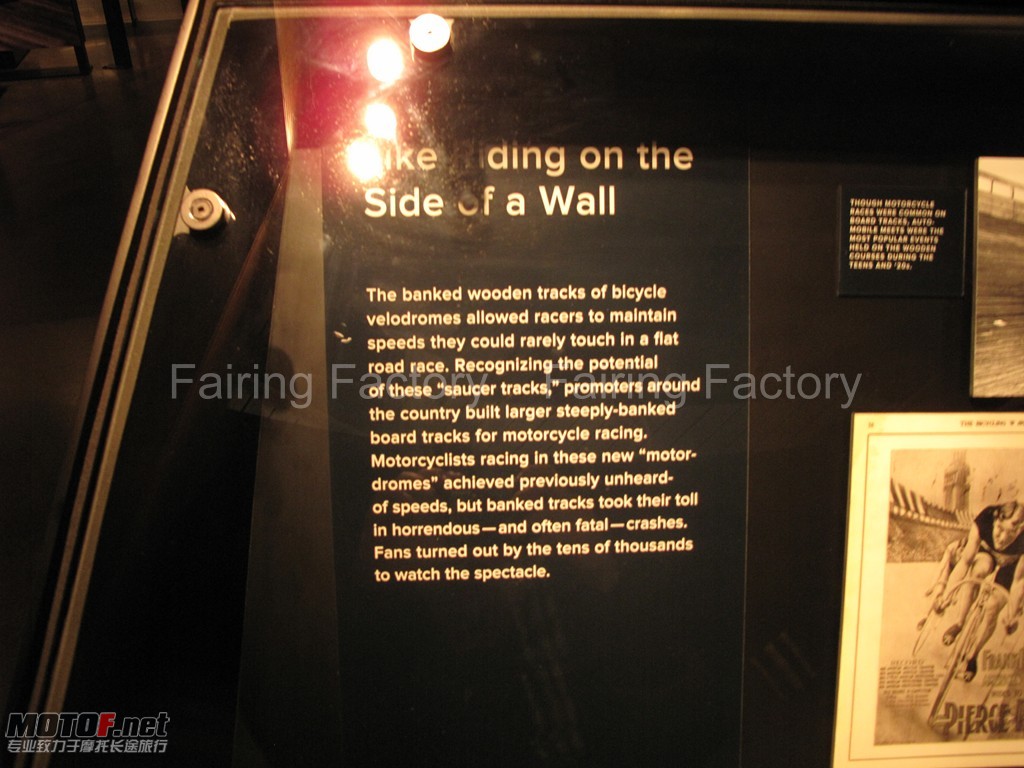 Like Riding on the
Side of a Wall
The banked wooden tracks of bicycle
velodromes allowed racers to maintain
speeds they could rarely touch in a flat
road race. Recognizing the potential
of these “saucer tracks,” promoters around
the country built larger steeply-banked
board tracks for motorcycle racing.
Motorcyclists racing in these new “motor-
dromes” achieved previously unheard-
of speeds, but banked tracks took their toll
in horrendous—and often fatal—crashes.
Fans turned out by the tens of thousands
to watch the spectacle.
THOUGH MOTORCYCLE
RACES WERE COMMON ON
BOARD TRACKS, AUTO-
MOBILE MEETS WERE THE
MOST POPULAR EVENTS
HELD ON THE WOODEN
COURSES DURING THE
TEENS AND ’20s.
PIERCE
Fairing Factory Fairing Factory
MOTOF.net
专业致力于摩托长途旅行